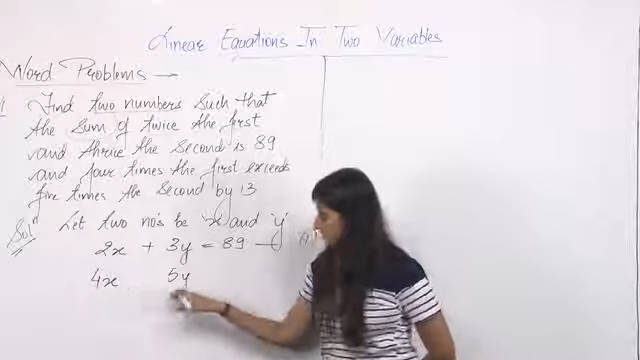 Linear Equations In Two Variables
Word Problems →
Find two numbers such that
the sum of twice the first
and thrice the second is 89
and four times the first exceeds
five times the second by 13
Solⁿ Let two no's be 'x' and 'y'
2x + 3y = 89 —
4x 5y